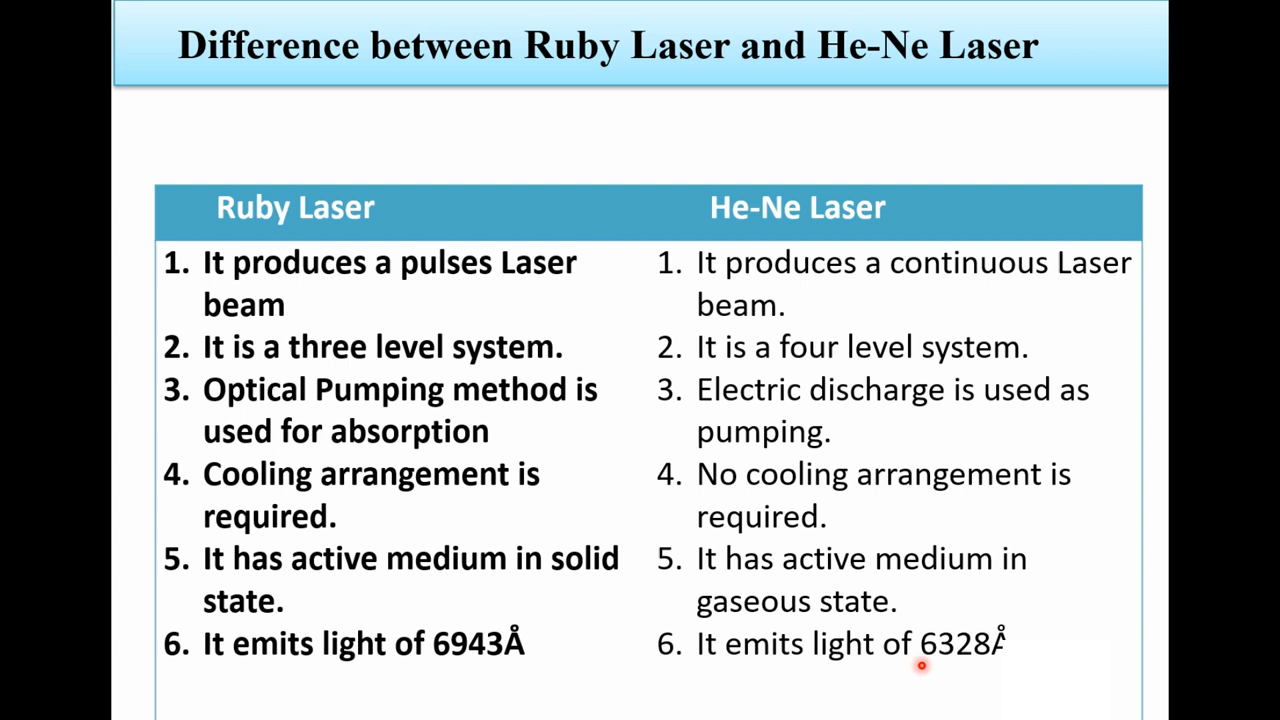 Difference between Ruby Laser and He-Ne Laser
Ruby Laser
1. It produces a pulses Laser
beam
2. It is a three level system.
3. Optical Pumping method is
used for absorption
4. Cooling arrangement is
required.
5. It has active medium in solid
state.
6. It emits light of 6943Å
He-Ne Laser
1. It produces a continuous Laser
beam.
2. It is a four level system.
3. Electric discharge is used as
pumping.
4. No cooling arrangement is
required.
5. It has active medium in
gaseous state.
6. It emits light of 6328Å